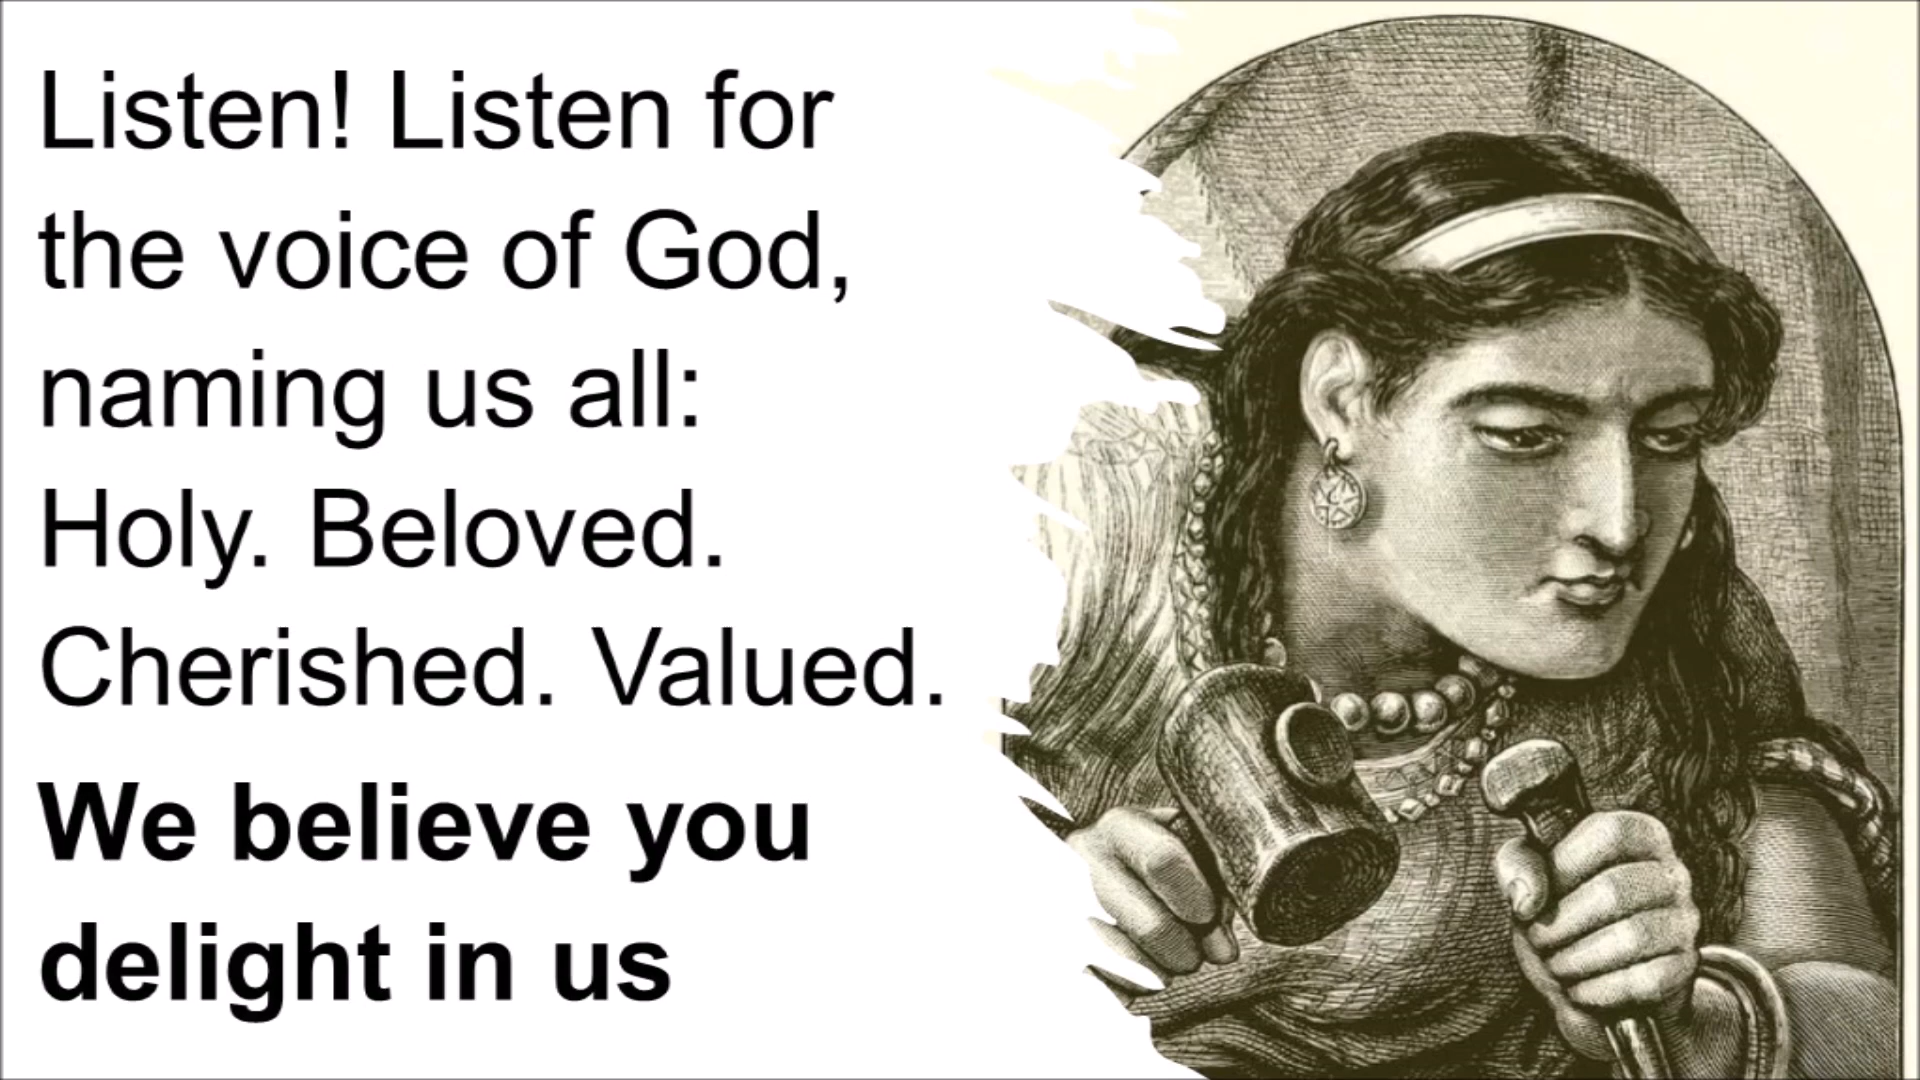 Listen! Listen for
the voice of God,
naming us all:
Holy. Beloved.
Cherished. Valued.
We believe you
delight in us